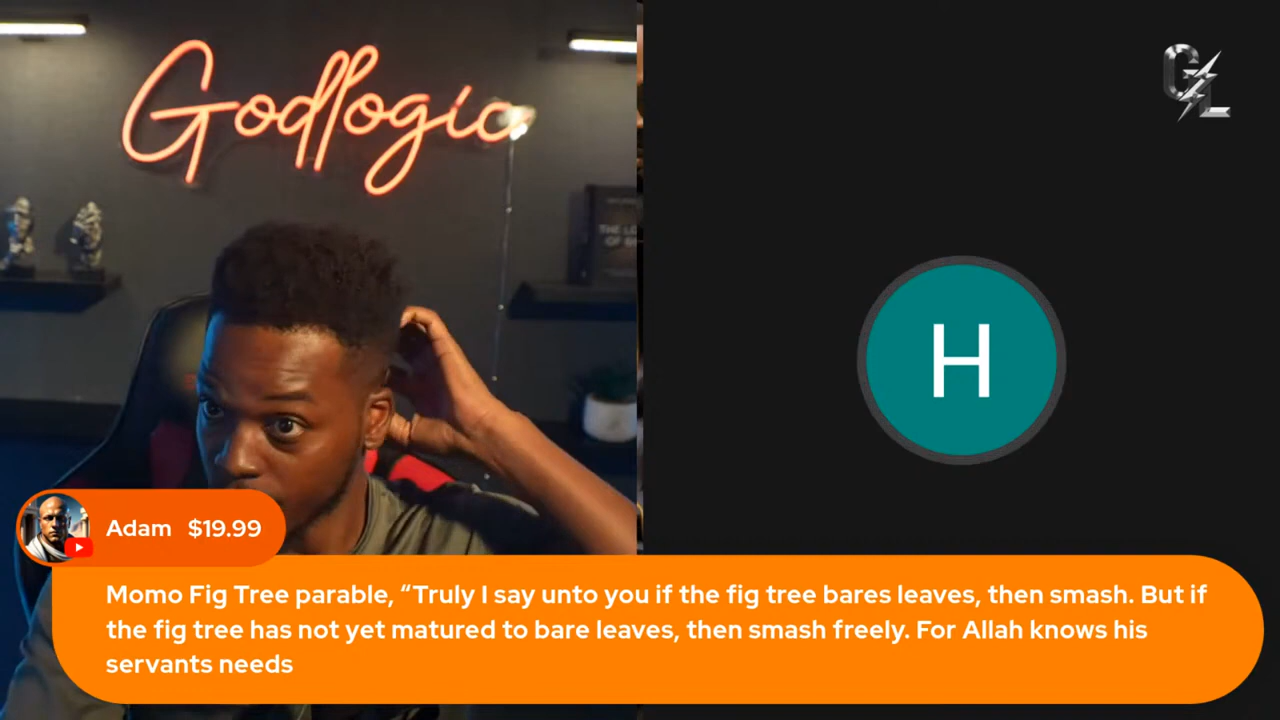 Godlogic
GL
H
Adam $19.99
Momo Fig Tree parable, “Truly I say unto you if the fig tree bares leaves, then smash. But if
the fig tree has not yet matured to bare leaves, then smash freely. For Allah knows his
servants needs